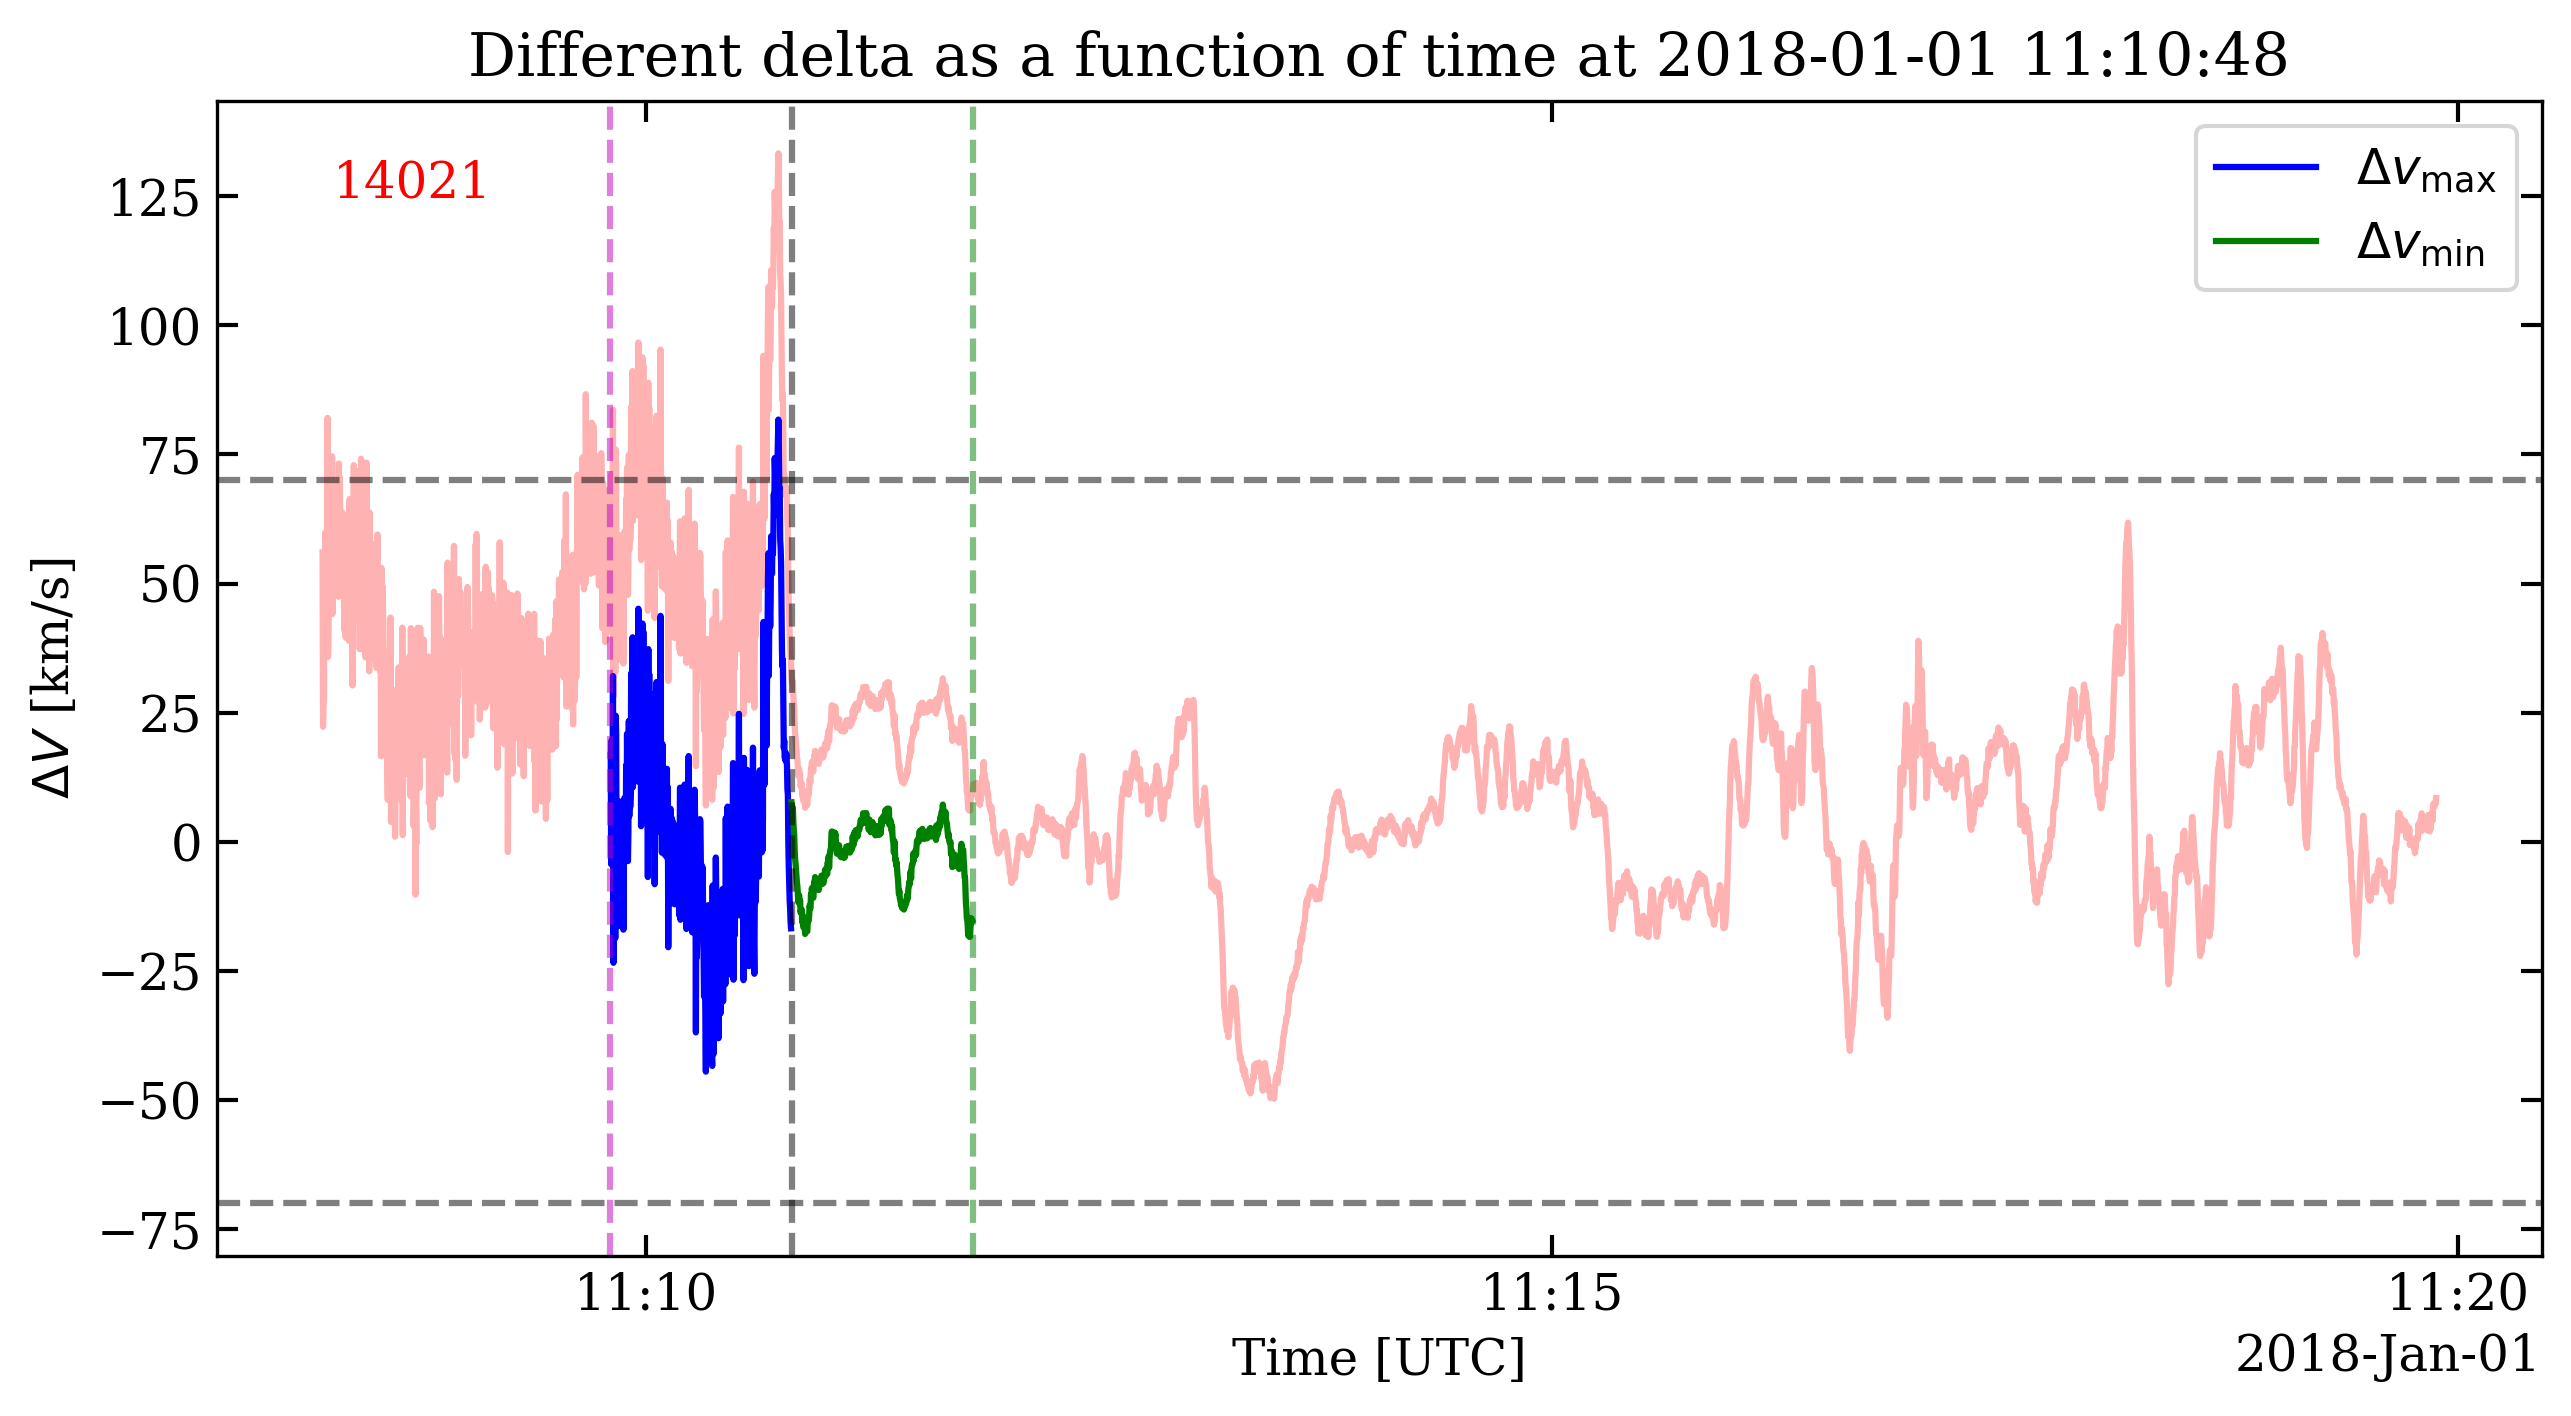 Different delta as a function of time at 2018-01-01 11:10:48
14021
Δv_max
Δv_min
125
100
75
50
25
0
−25
−50
−75
ΔV [km/s]
11:10
11:15
11:20
Time [UTC]
2018-Jan-01